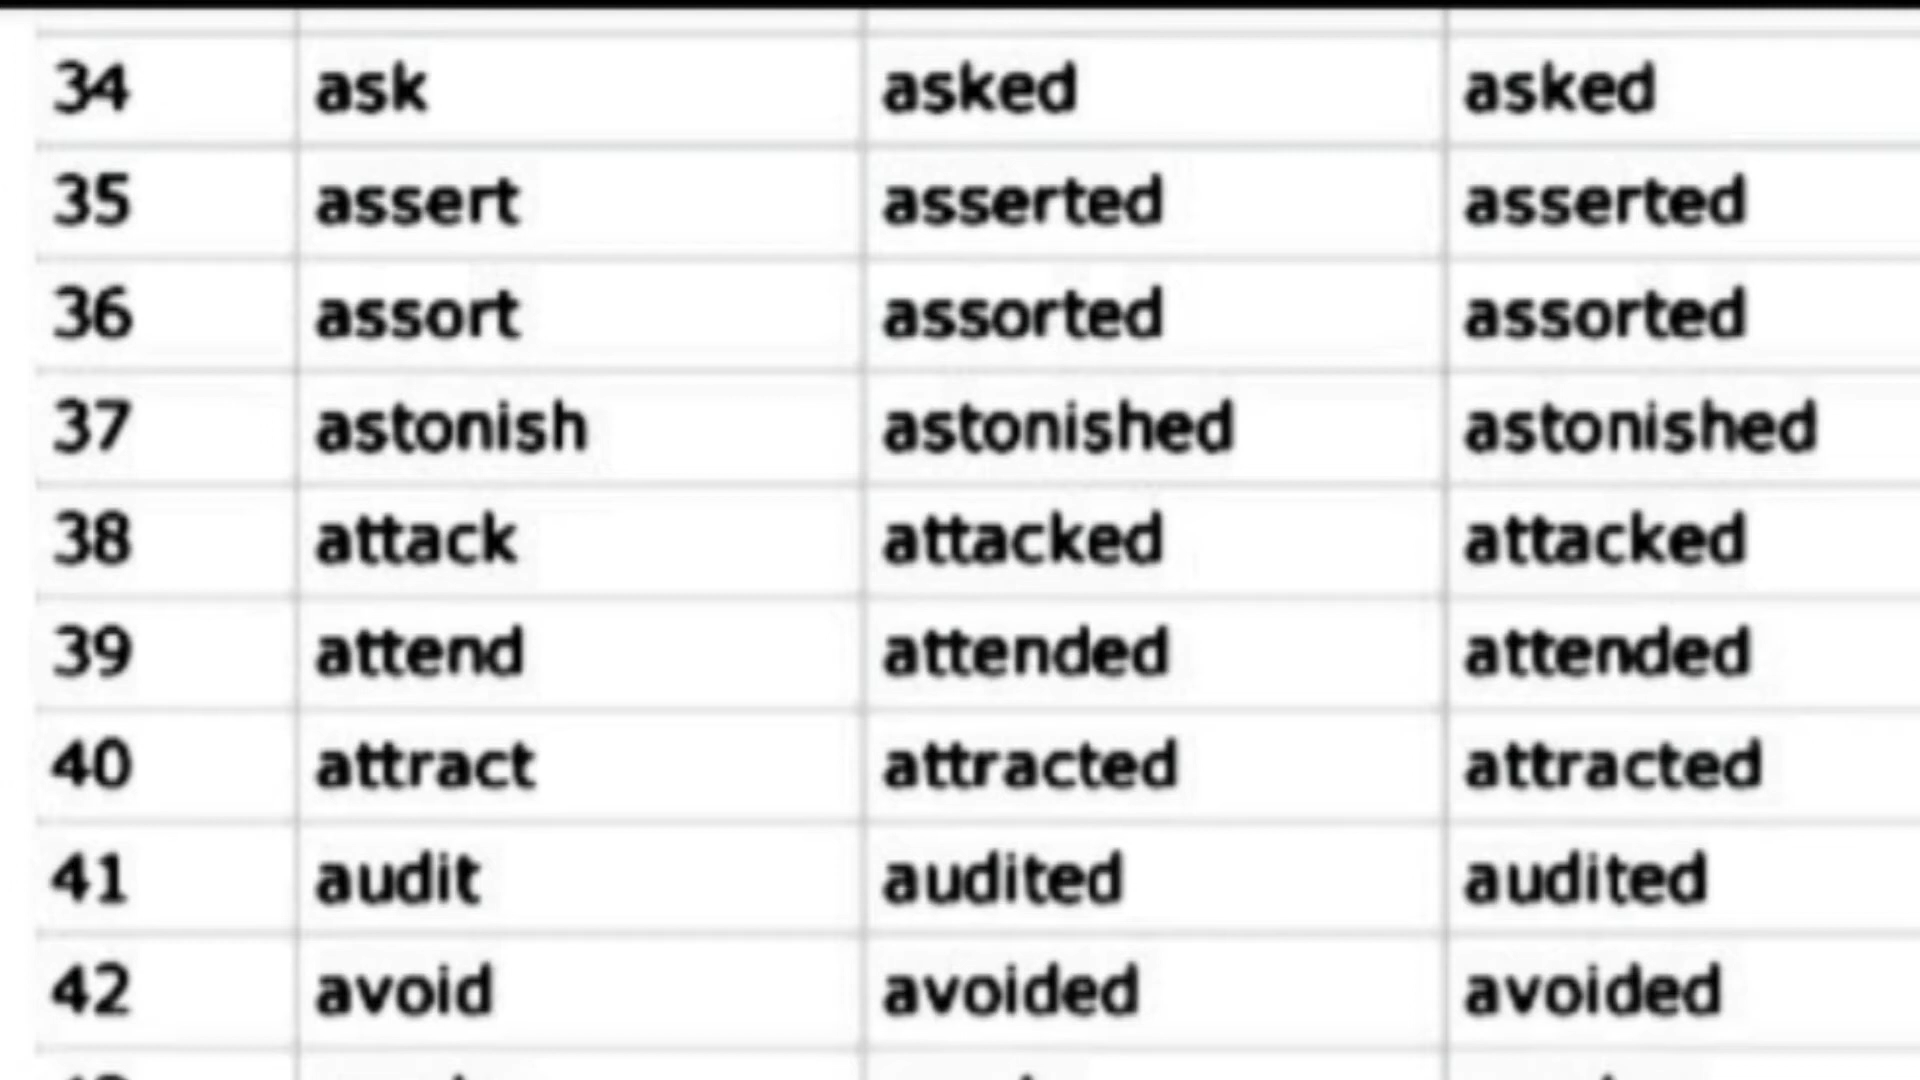 34 ask asked asked
35 assert asserted asserted
36 assort assorted assorted
37 astonish astonished astonished
38 attack attacked attacked
39 attend attended attended
40 attract attracted attracted
41 audit audited audited
42 avoid avoided avoided